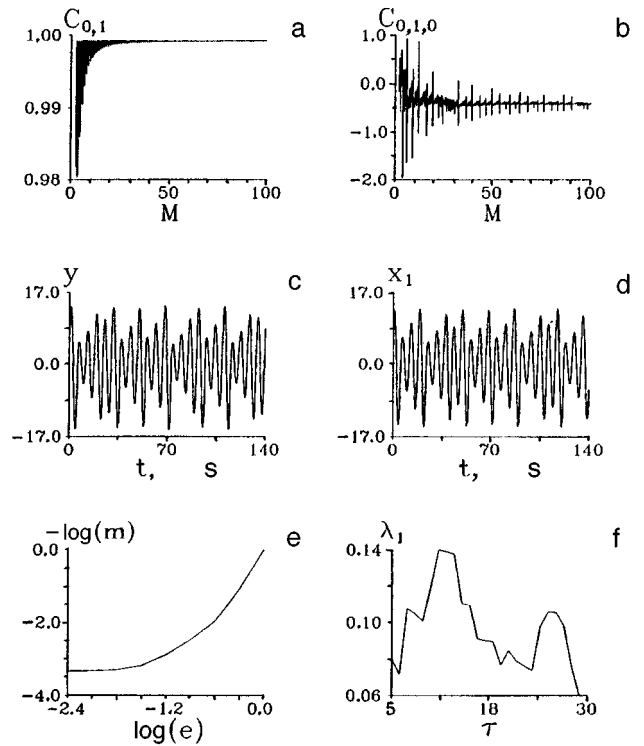 C0,1 a
1,00
0.99
0.98
0 50 100
M
C0,1,0 b
1.0
0.0
-1.0
-2.0
0 50 100
M
y c
17.0
0.0
-17.0
0 70 140
t, s
x1 d
17.0
0.0
-17.0
0 70 140
t, s
-log(m) e
0.0
-2.0
-4.0
-2.4 -1.2 0.0
log(e)
λ1 f
0.14
0.10
0.06
5 18 30
τ